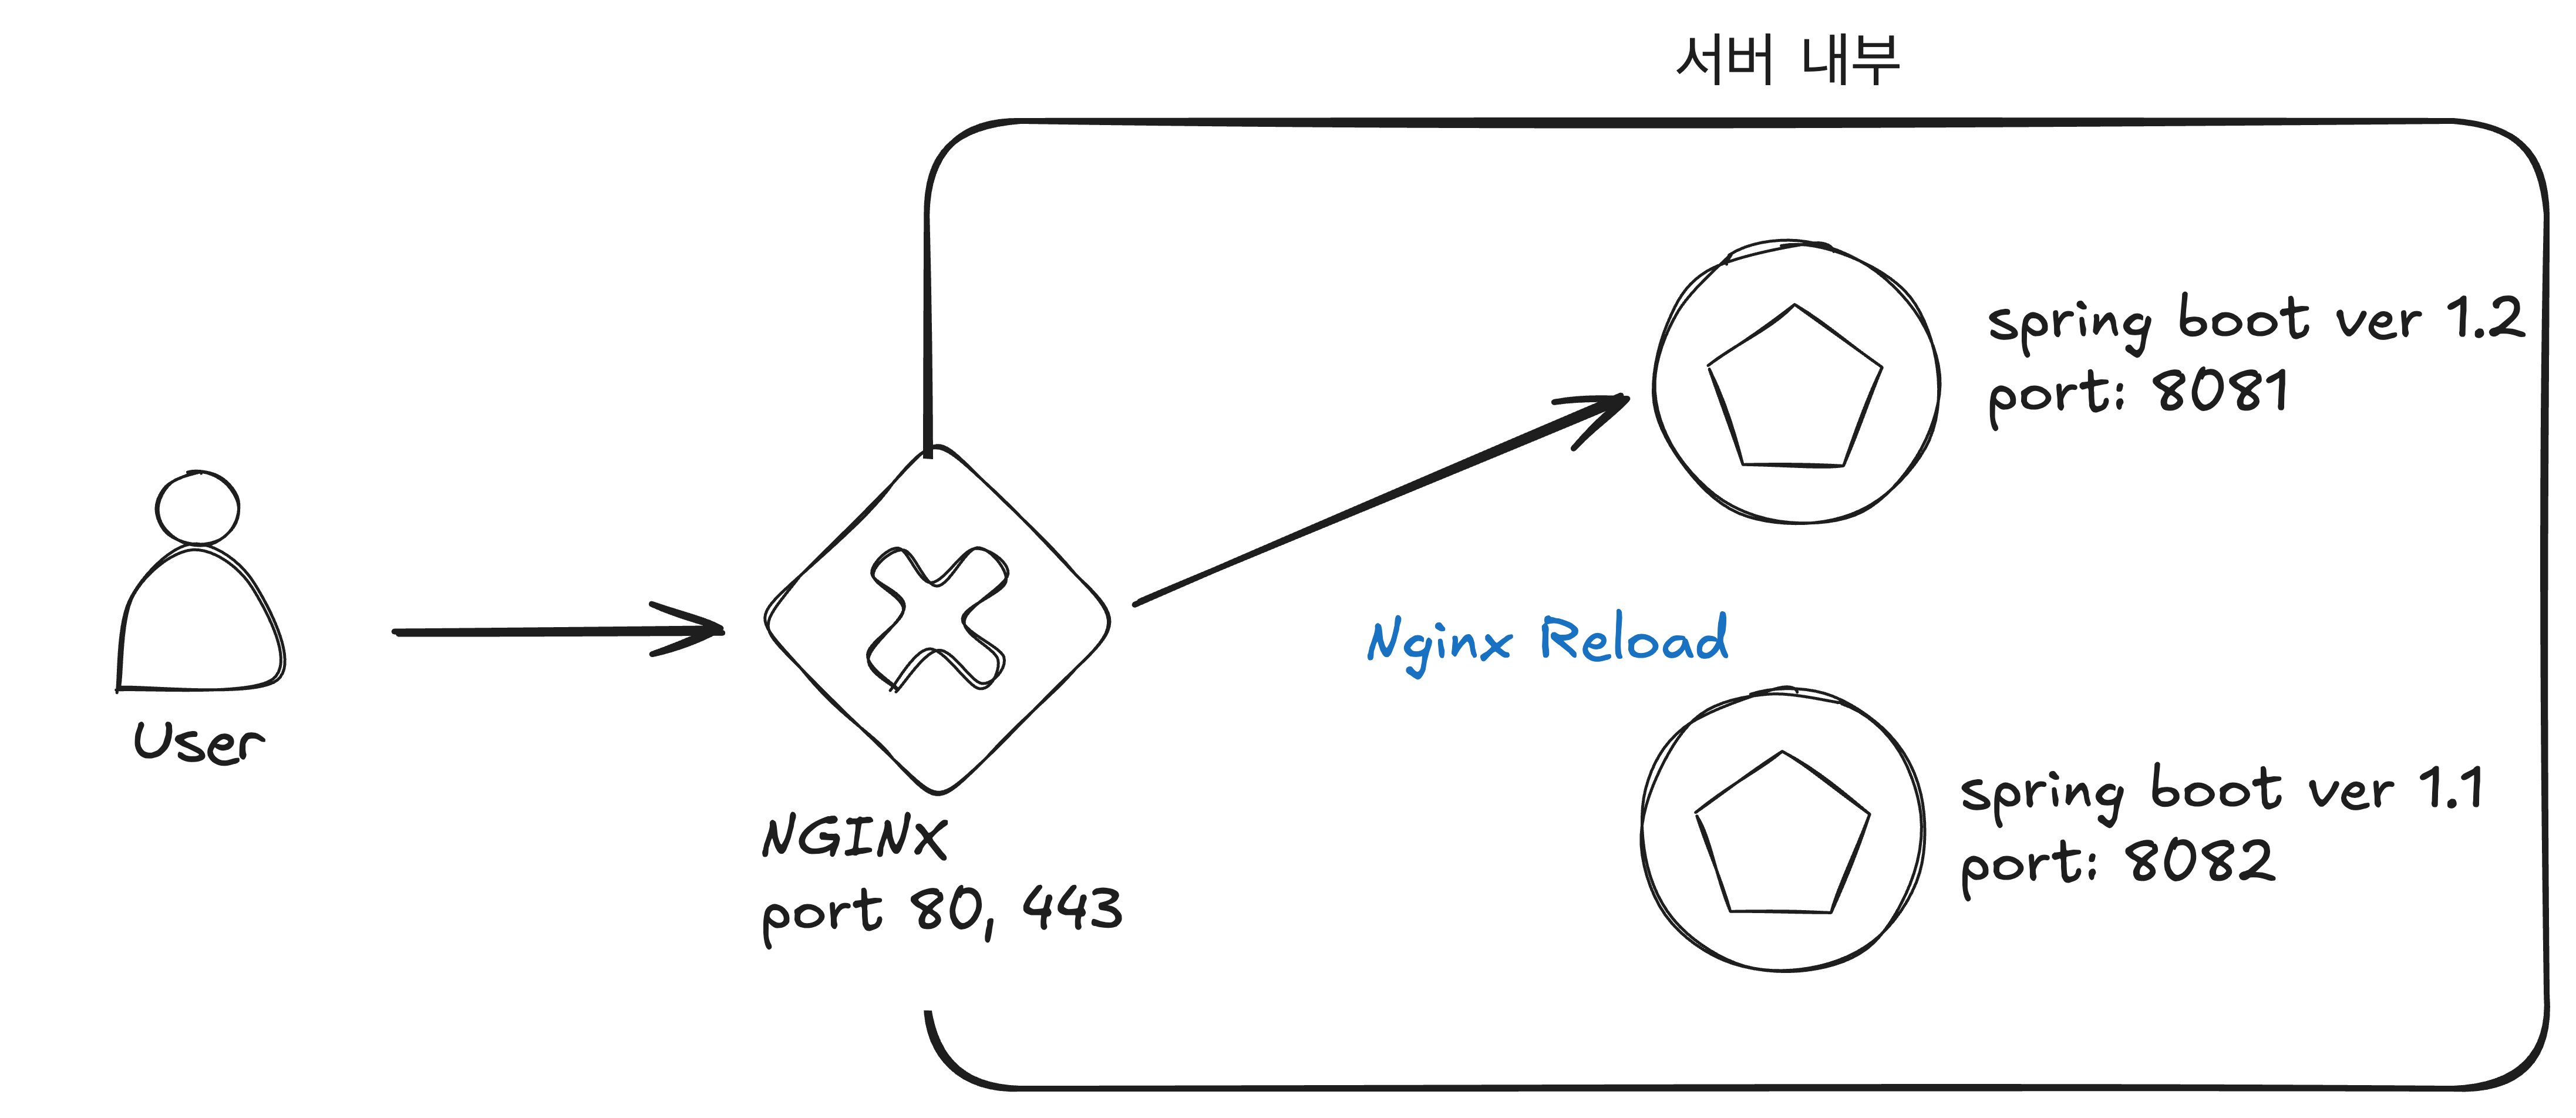 서버 내부
spring boot ver 1.2
port: 8081
Nginx Reload
User
NGINX
port 80, 443
spring boot ver 1.1
port: 8082